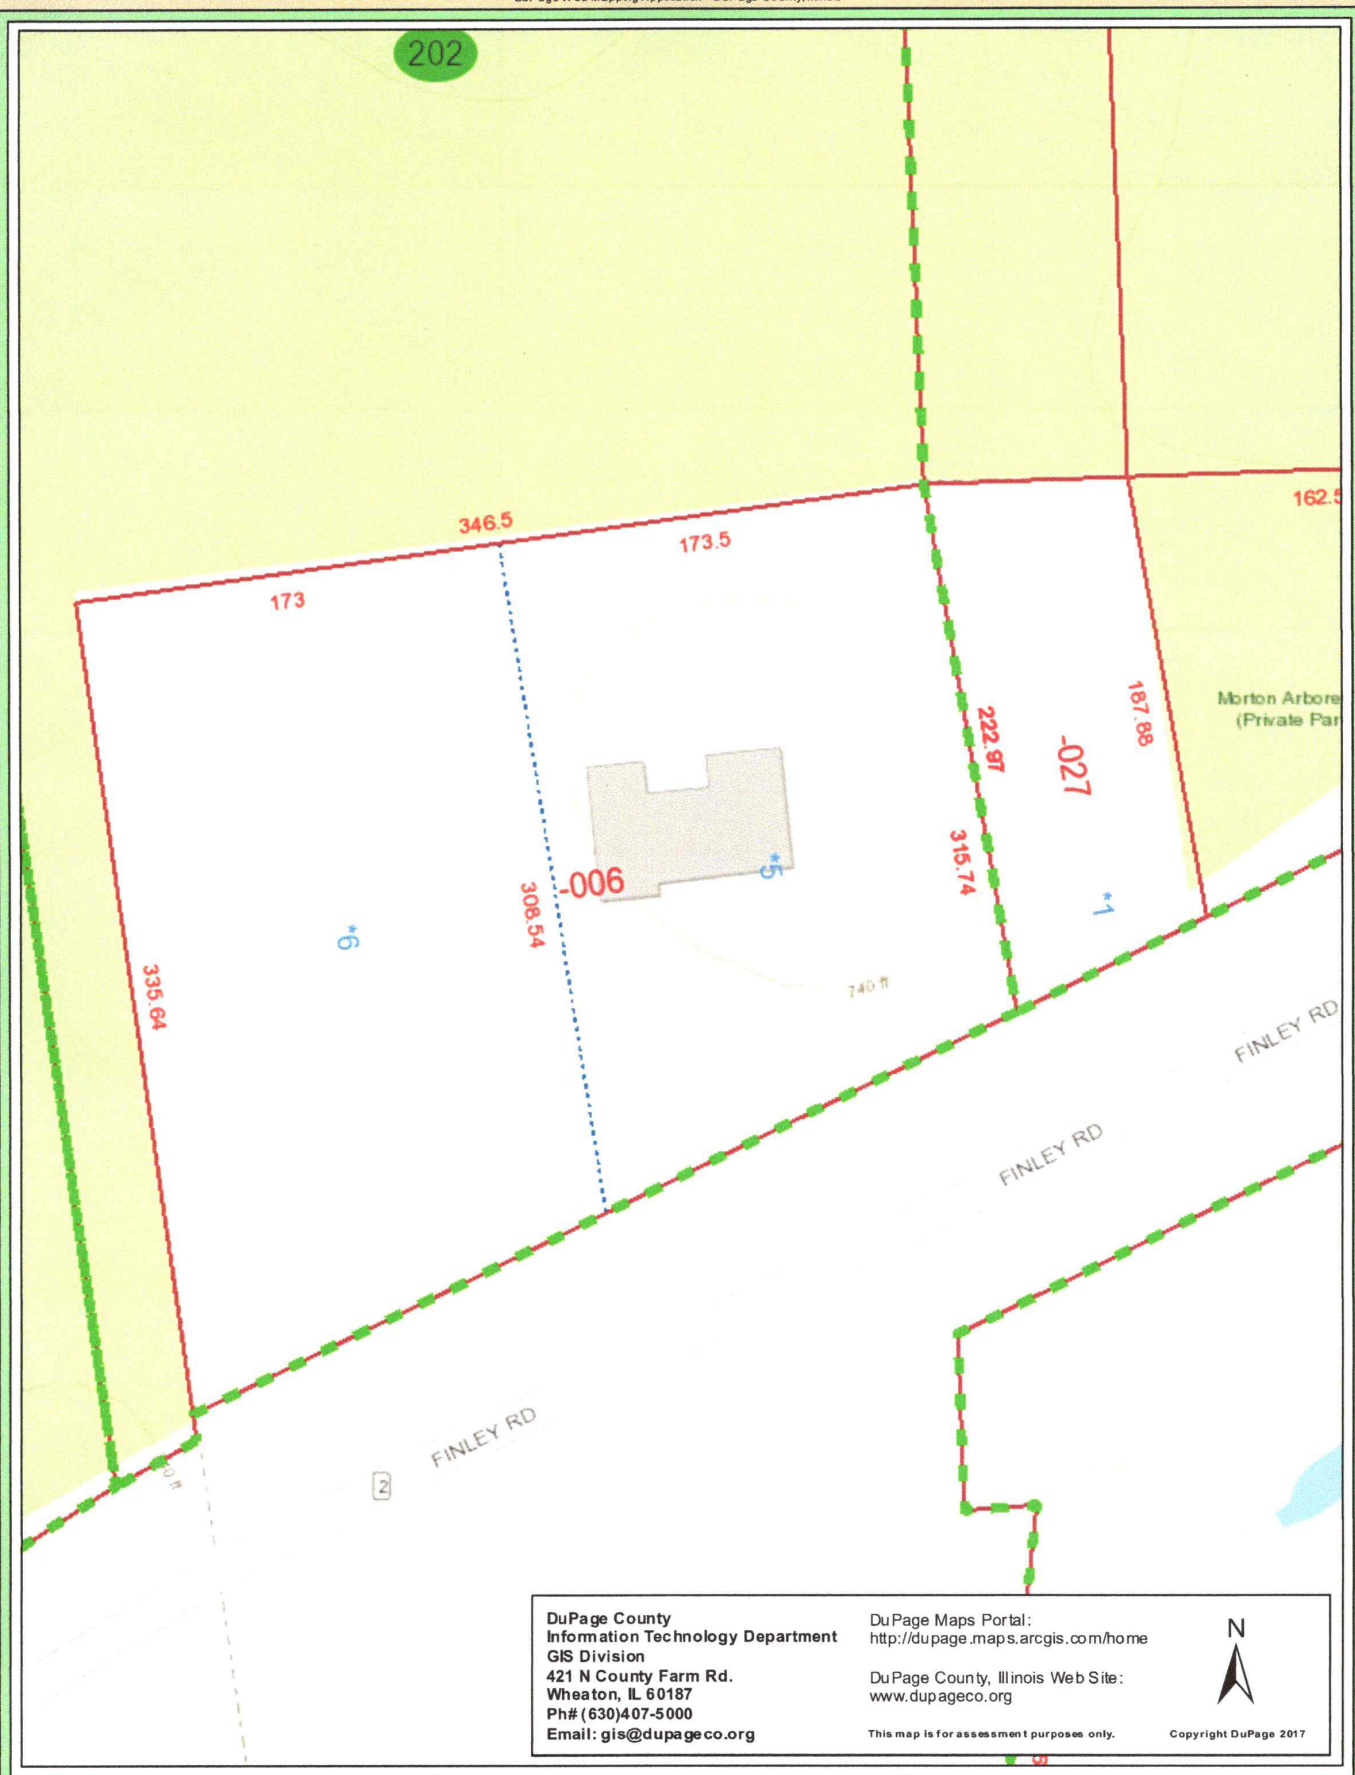 202
346.5
173.5
173
162.5
Morton Arbore
(Private Par
187.88
222.97
-027
315.74
-006
*5
308.54
*1
*6
335.64
740 ft
FINLEY RD
FINLEY RD
FINLEY RD
2
DuPage County
Information Technology Department
GIS Division
421 N County Farm Rd.
Wheaton, IL 60187
Ph# (630)407-5000
Email: gis@dupageco.org
DuPage Maps Portal:
http://dupage.maps.arcgis.com/home
DuPage County, Illinois Web Site:
www.dupageco.org
This map is for assessment purposes only.
N
Copyright DuPage 2017